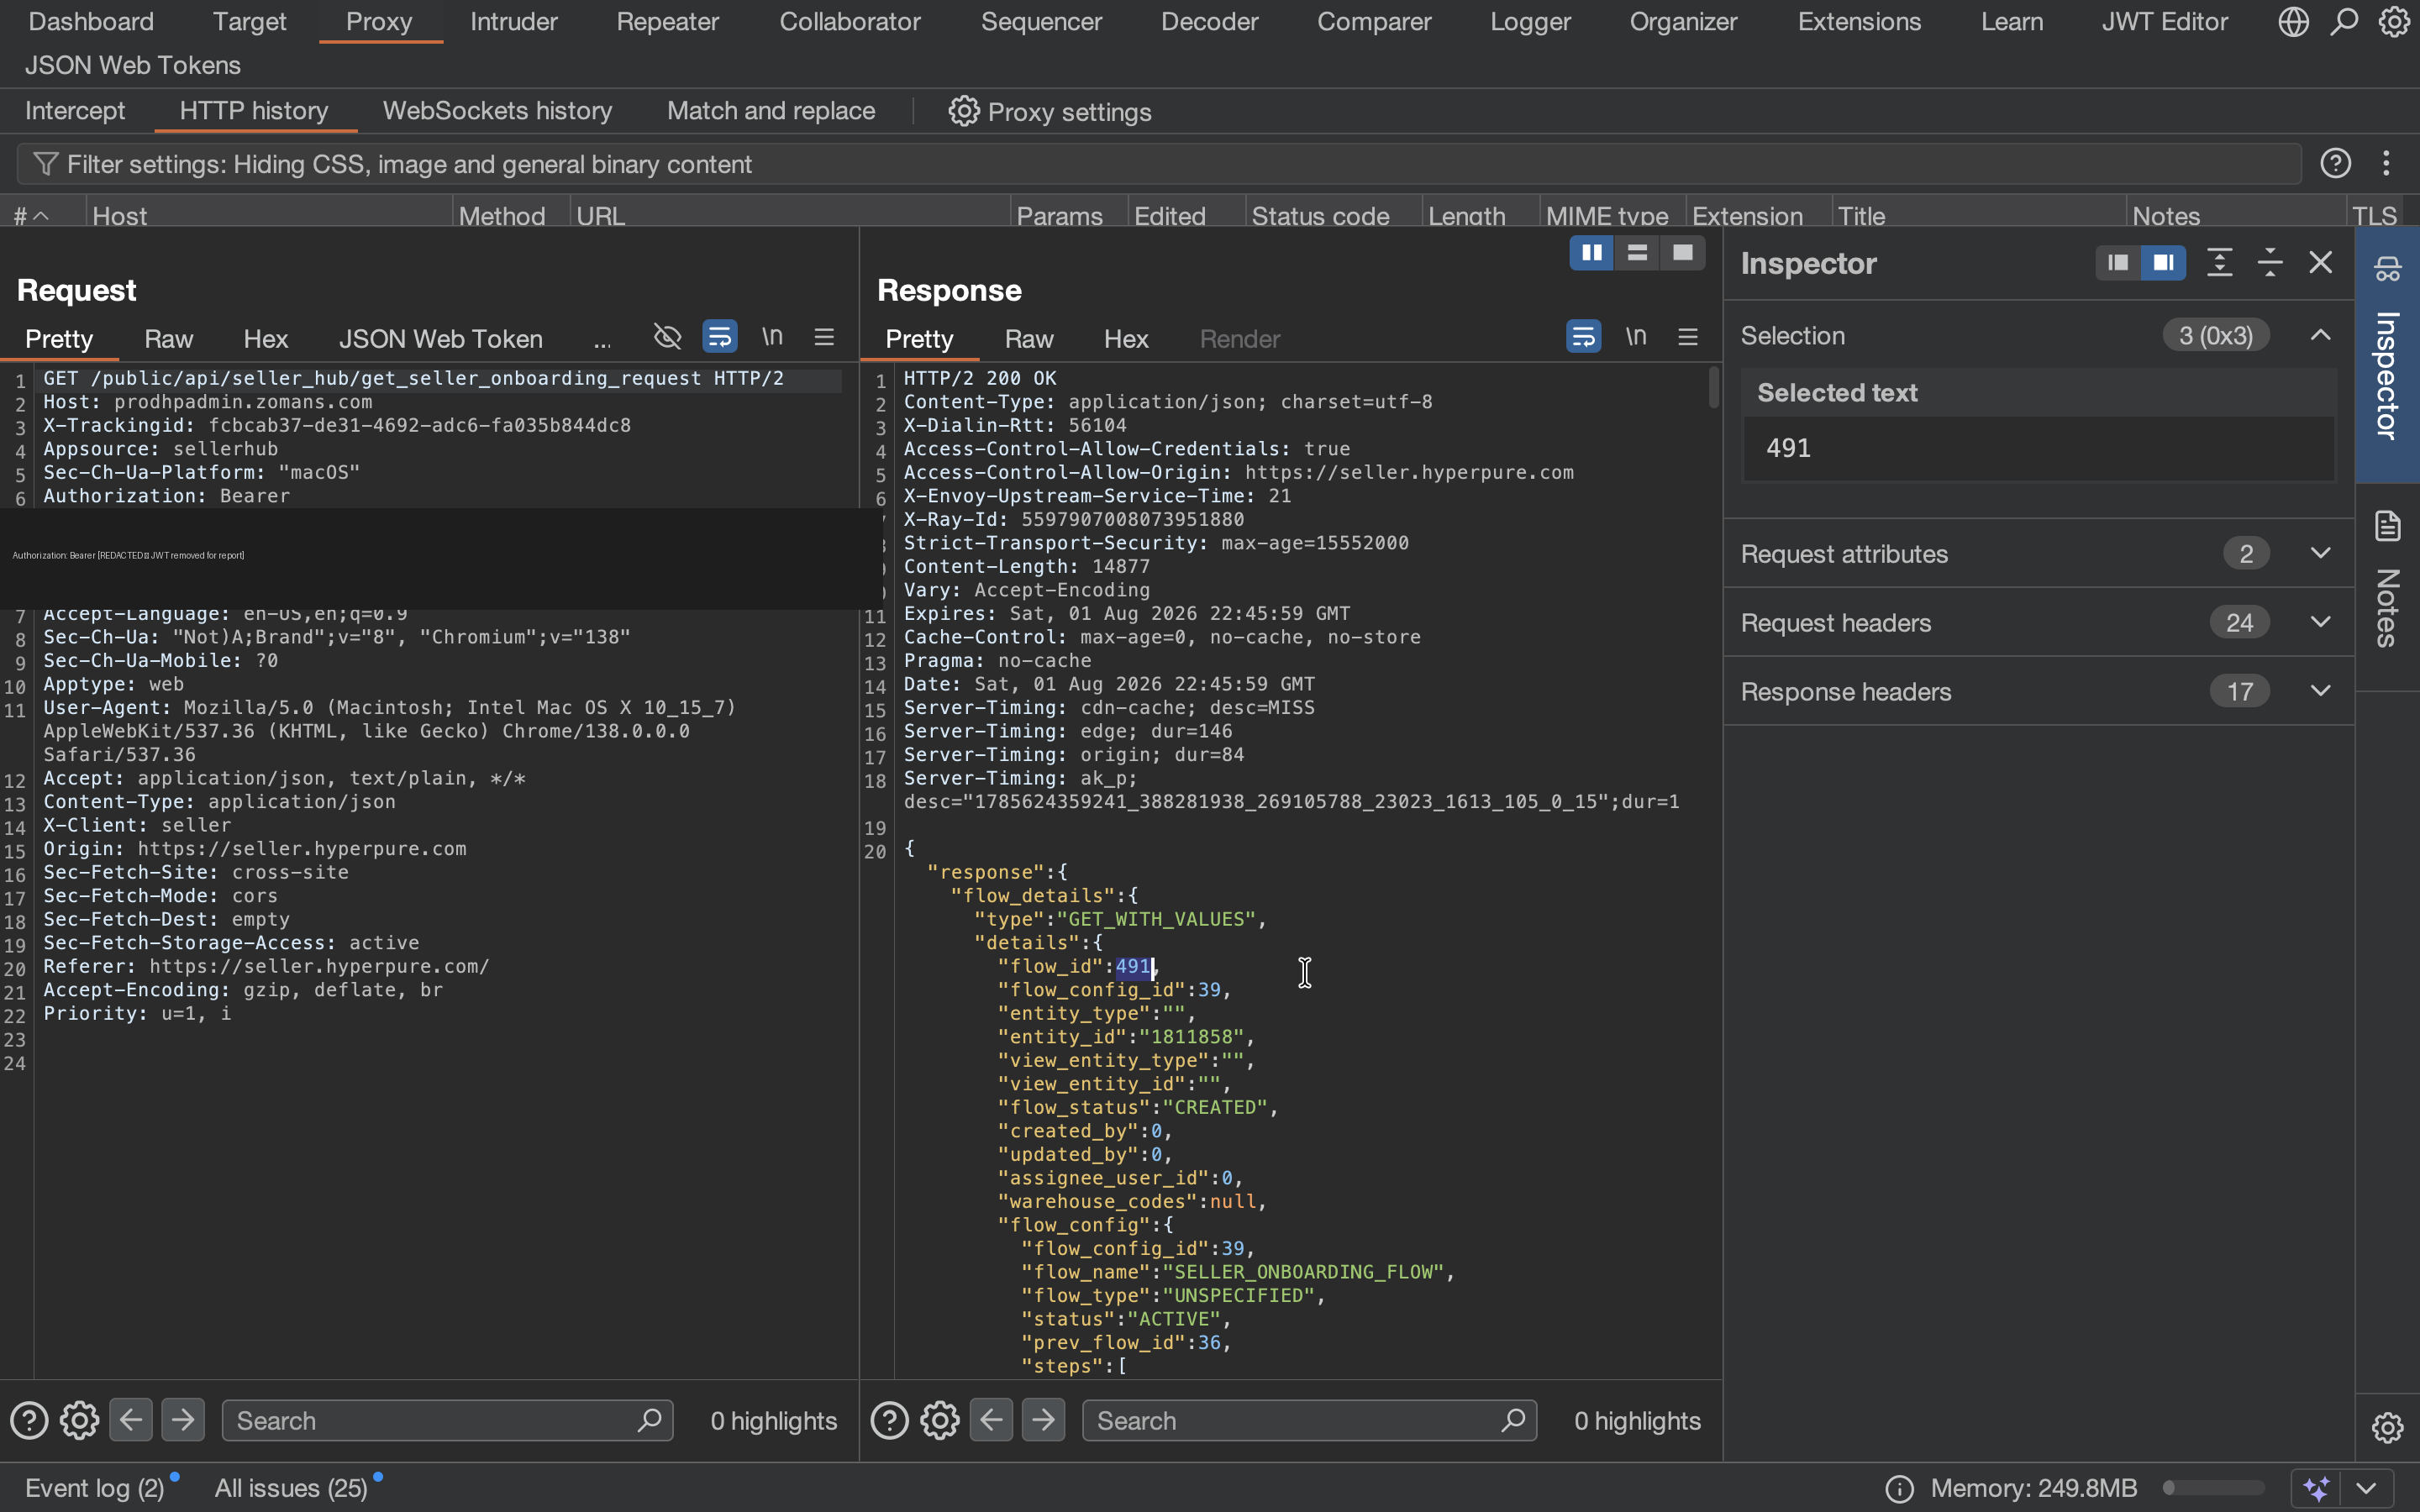 Dashboard Target Proxy Intruder Repeater Collaborator Sequencer Decoder Comparer Logger Organizer Extensions Learn JWT Editor
JSON Web Tokens
Intercept HTTP history WebSockets history Match and replace Proxy settings
Filter settings: Hiding CSS, image and general binary content
# Host Method URL Params Edited Status code Length MIME type Extension Title Notes TLS
Request
Pretty Raw Hex JSON Web Token ... \n
1 GET /public/api/seller_hub/get_seller_onboarding_request HTTP/2
2 Host: prodhpadmin.zomans.com
3 X-Trackingid: fcbcab37-de31-4692-adc6-fa035b844dc8
4 Appsource: sellerhub
5 Sec-Ch-Ua-Platform: "macOS"
6 Authorization: Bearer
Authorization: Bearer [REDACTED JWT removed for report]
7 Accept-Language: en-US,en;q=0.9
8 Sec-Ch-Ua: "Not)A;Brand";v="8", "Chromium";v="138"
9 Sec-Ch-Ua-Mobile: ?0
10 Apptype: web
11 User-Agent: Mozilla/5.0 (Macintosh; Intel Mac OS X 10_15_7)
AppleWebKit/537.36 (KHTML, like Gecko) Chrome/138.0.0.0
Safari/537.36
12 Accept: application/json, text/plain, */*
13 Content-Type: application/json
14 X-Client: seller
15 Origin: https://seller.hyperpure.com
16 Sec-Fetch-Site: cross-site
17 Sec-Fetch-Mode: cors
18 Sec-Fetch-Dest: empty
19 Sec-Fetch-Storage-Access: active
20 Referer: https://seller.hyperpure.com/
21 Accept-Encoding: gzip, deflate, br
22 Priority: u=1, i
23
24
Search 0 highlights
Response
Pretty Raw Hex Render \n
1 HTTP/2 200 OK
2 Content-Type: application/json; charset=utf-8
3 X-Dialin-Rtt: 56104
4 Access-Control-Allow-Credentials: true
5 Access-Control-Allow-Origin: https://seller.hyperpure.com
6 X-Envoy-Upstream-Service-Time: 21
X-Ray-Id: 5597907008073951880
Strict-Transport-Security: max-age=15552000
Content-Length: 14877
Vary: Accept-Encoding
11 Expires: Sat, 01 Aug 2026 22:45:59 GMT
12 Cache-Control: max-age=0, no-cache, no-store
13 Pragma: no-cache
14 Date: Sat, 01 Aug 2026 22:45:59 GMT
15 Server-Timing: cdn-cache; desc=MISS
16 Server-Timing: edge; dur=146
17 Server-Timing: origin; dur=84
18 Server-Timing: ak_p;
desc="1785624359241_388281938_269105788_23023_1613_105_0_15";dur=1
19
20 {
"response":{
"flow_details":{
"type":"GET_WITH_VALUES",
"details":{
"flow_id":491,
"flow_config_id":39,
"entity_type":"",
"entity_id":"1811858",
"view_entity_type":"",
"view_entity_id":"",
"flow_status":"CREATED",
"created_by":0,
"updated_by":0,
"assignee_user_id":0,
"warehouse_codes":null,
"flow_config":{
"flow_config_id":39,
"flow_name":"SELLER_ONBOARDING_FLOW",
"flow_type":"UNSPECIFIED",
"status":"ACTIVE",
"prev_flow_id":36,
"steps":[
Search 0 highlights
Inspector
Selection 3 (0x3)
Selected text
491
Request attributes 2
Request headers 24
Response headers 17
Inspector
Notes
Event log (2) All issues (25) Memory: 249.8MB